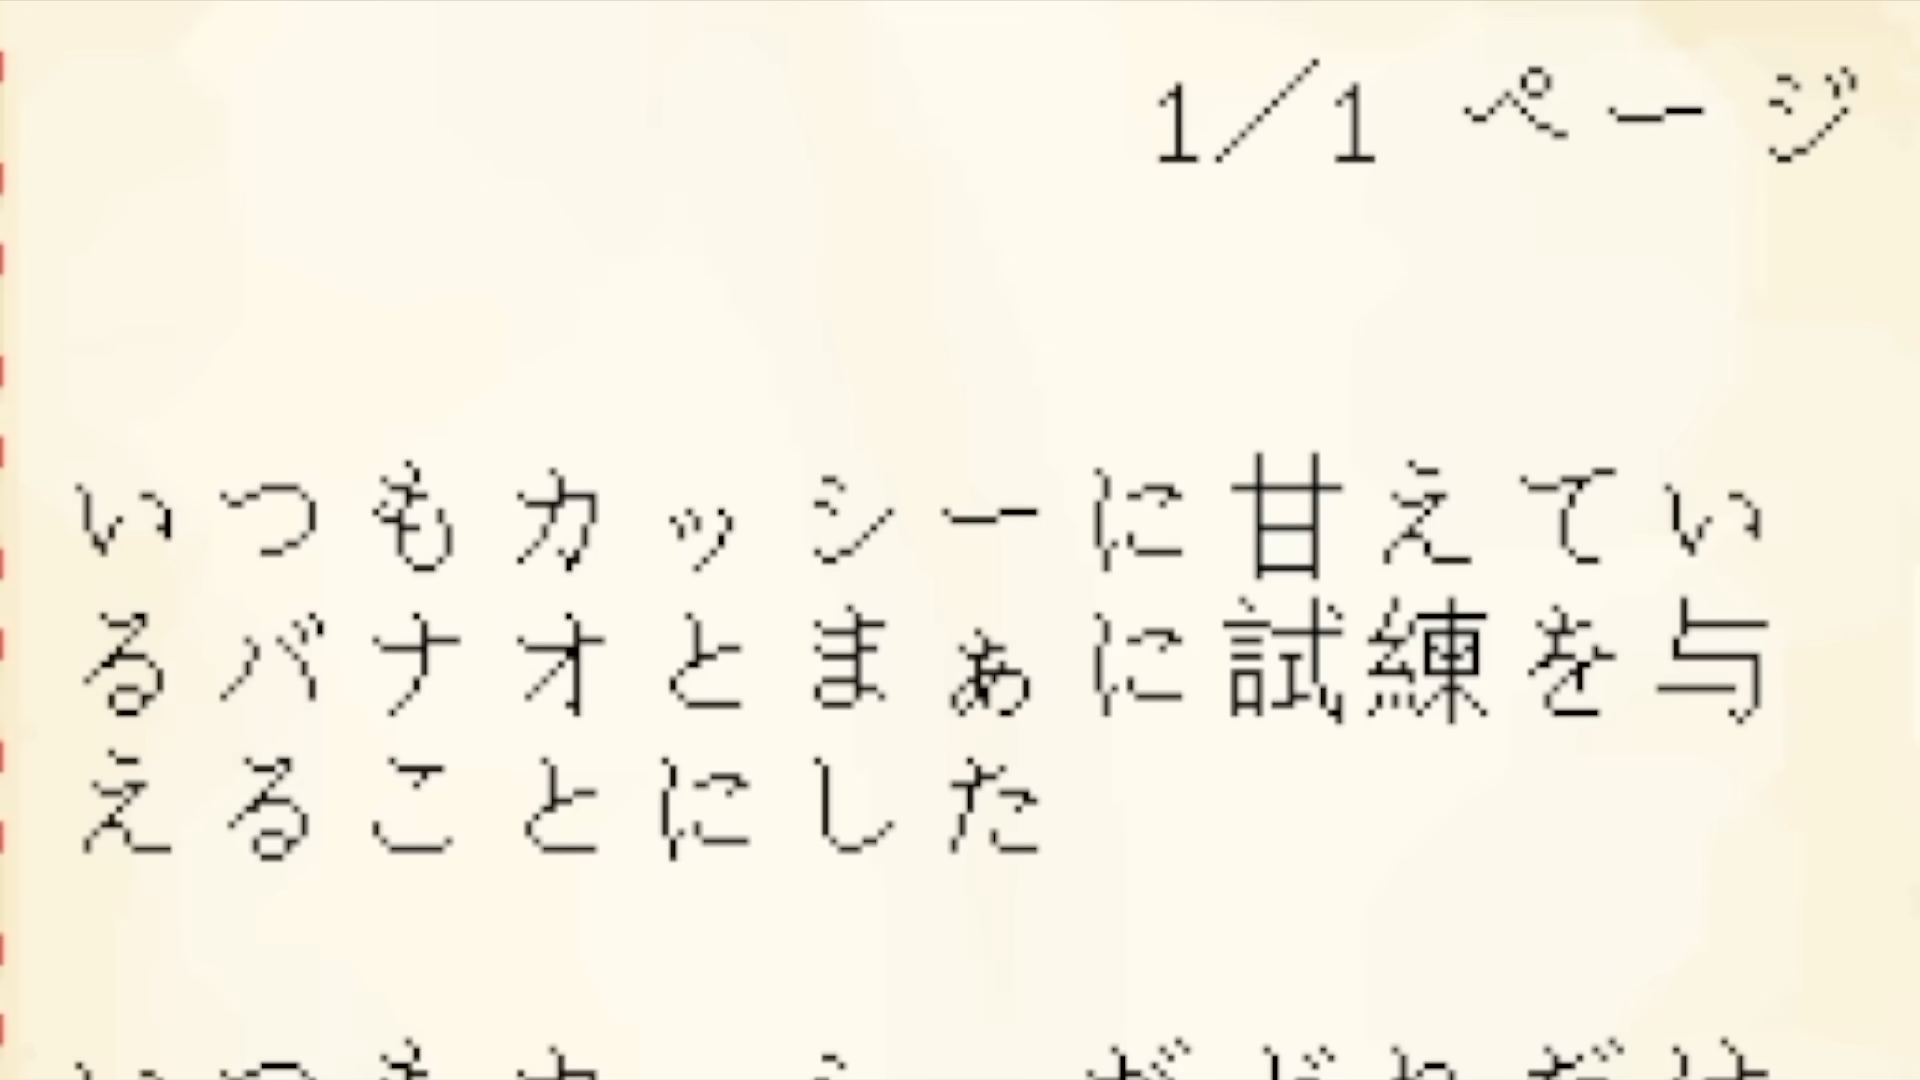 1/1 ページ
いつもカッシーに甘えてい
るバナオとまぁに試練を与
えることにした